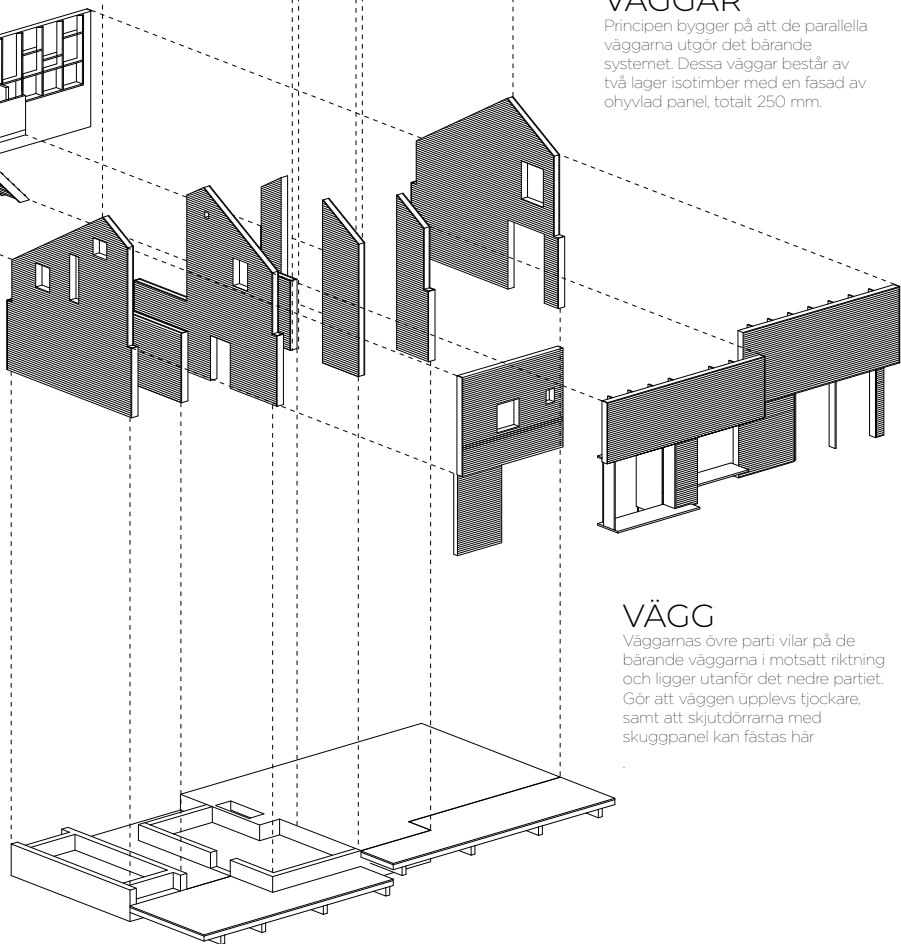 VÄGGAR
Principen bygger på att de parallella
väggarna utgör det bärande
systemet. Dessa väggar består av
två lager isotimber med en fasad av
ohyvlad panel, totalt 250 mm.
VÄGG
Väggarnas övre parti vilar på de
bärande väggarna i motsatt riktning
och ligger utanför det nedre partiet.
Gör att väggen upplevs tjockare,
samt att skjutdörrarna med
skuggpanel kan fästas här
.